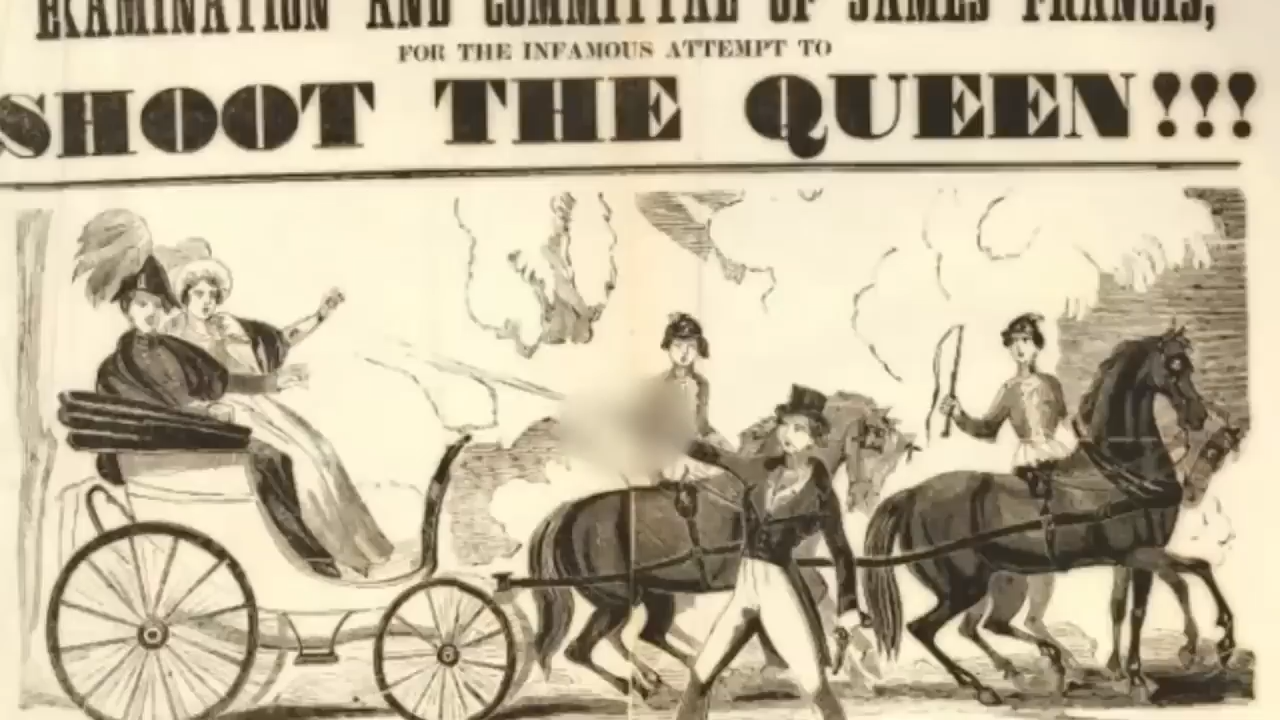 EXAMINATION AND COMMITTAL OF JAMES FRANCIS,
FOR THE INFAMOUS ATTEMPT TO
SHOOT THE QUEEN!!!